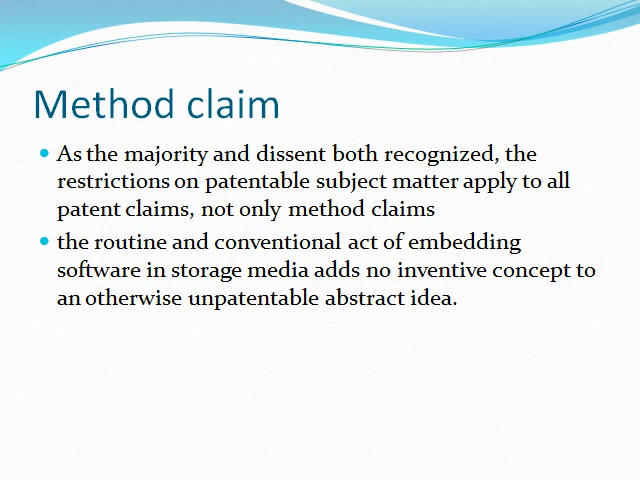 Method claim
As the majority and dissent both recognized, the
restrictions on patentable subject matter apply to all
patent claims, not only method claims
the routine and conventional act of embedding
software in storage media adds no inventive concept to
an otherwise unpatentable abstract idea.